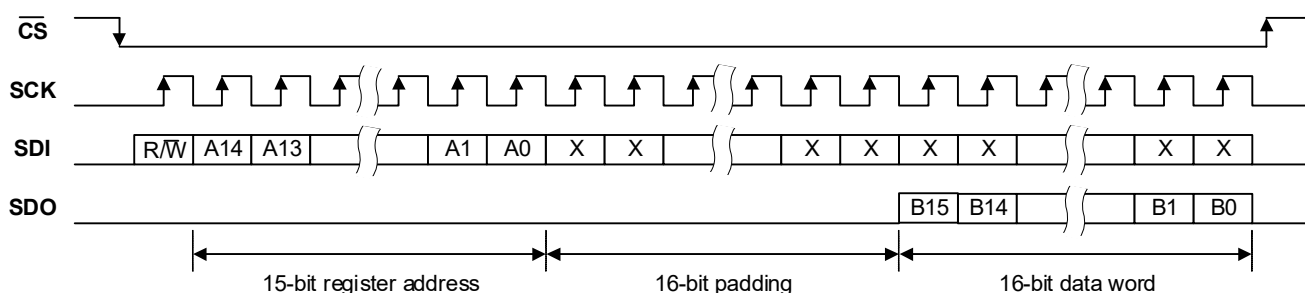 C̅S̅
SCK
SDI R/W̅ A14 A13 A1 A0 X X X X X X X X
SDO B15 B14 B1 B0
15-bit register address 16-bit padding 16-bit data word